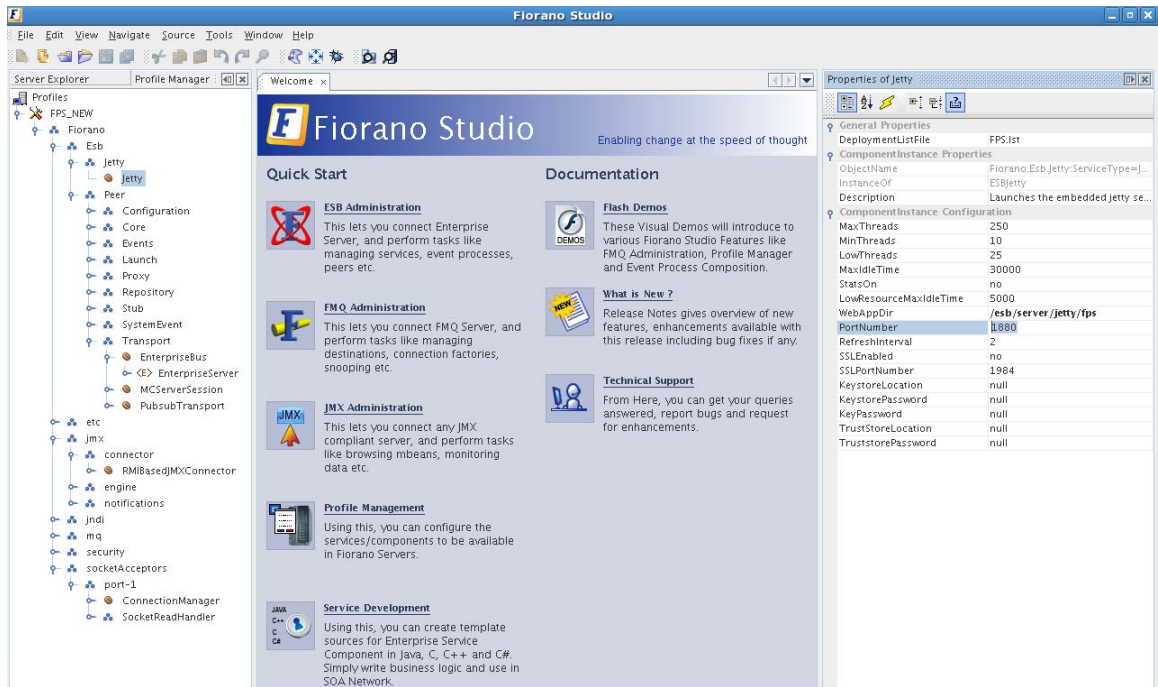 Fiorano Studio
File Edit View Navigate Source Tools Window Help
Server Explorer Profile Manager
Profiles
FPS_NEW
Fiorano
Esb
Jetty
Jetty
Peer
Configuration
Core
Events
Launch
Proxy
Repository
Stub
SystemEvent
Transport
EnterpriseBus
<E> EnterpriseServer
MCServerSession
PubsubTransport
etc
jmx
connector
RMIBasedJMXConnector
engine
notifications
jndi
mq
security
socketAcceptors
port-1
ConnectionManager
SocketReadHandler
Welcome
Fiorano Studio
Enabling change at the speed of thought
Quick Start
ESB Administration
This lets you connect Enterprise
Server, and perform tasks like
managing services, event processes,
peers etc.
FMQ Administration
This lets you connect FMQ Server, and
perform tasks like managing
destinations, connection factories,
snooping etc.
JMX
JMX Administration
This lets you connect any JMX
compliant server, and perform tasks
like browsing mbeans, monitoring
data etc.
Profile Management
Using this, you can configure the
services/components to be available
in Fiorano Servers.
JAVA
C++
C
C#
Service Development
Using this, you can create template
sources for Enterprise Service
Component in Java, C, C++ and C#.
Simply write business logic and use in
SOA Network.
Documentation
DEMOS
Flash Demos
These Visual Demos will introduce to
various Fiorano Studio Features like
FMQ Administration, Profile Manager
and Event Process Composition.
NEW
What is New ?
Release Notes gives overview of new
features, enhancements available with
this release including bug fixes if any.
Technical Support
From Here, you can get your queries
answered, report bugs and request
for enhancements.
Properties of Jetty
General Properties
DeploymentListFile FPS.lst
ComponentInstance Properties
ObjectName Fiorano.Esb.Jetty:ServiceType=J...
InstanceOf ESBJetty
Description Launches the embedded jetty se...
ComponentInstance Configuration
MaxThreads 250
MinThreads 10
LowThreads 25
MaxIdleTime 30000
StatsOn no
LowResourceMaxIdleTime 5000
WebAppDir /esb/server/jetty/fps
PortNumber 1880
RefreshInterval 2
SSLEnabled no
SSLPortNumber 1984
KeystoreLocation null
KeystorePassword null
KeyPassword null
TrustStoreLocation null
TruststorePassword null